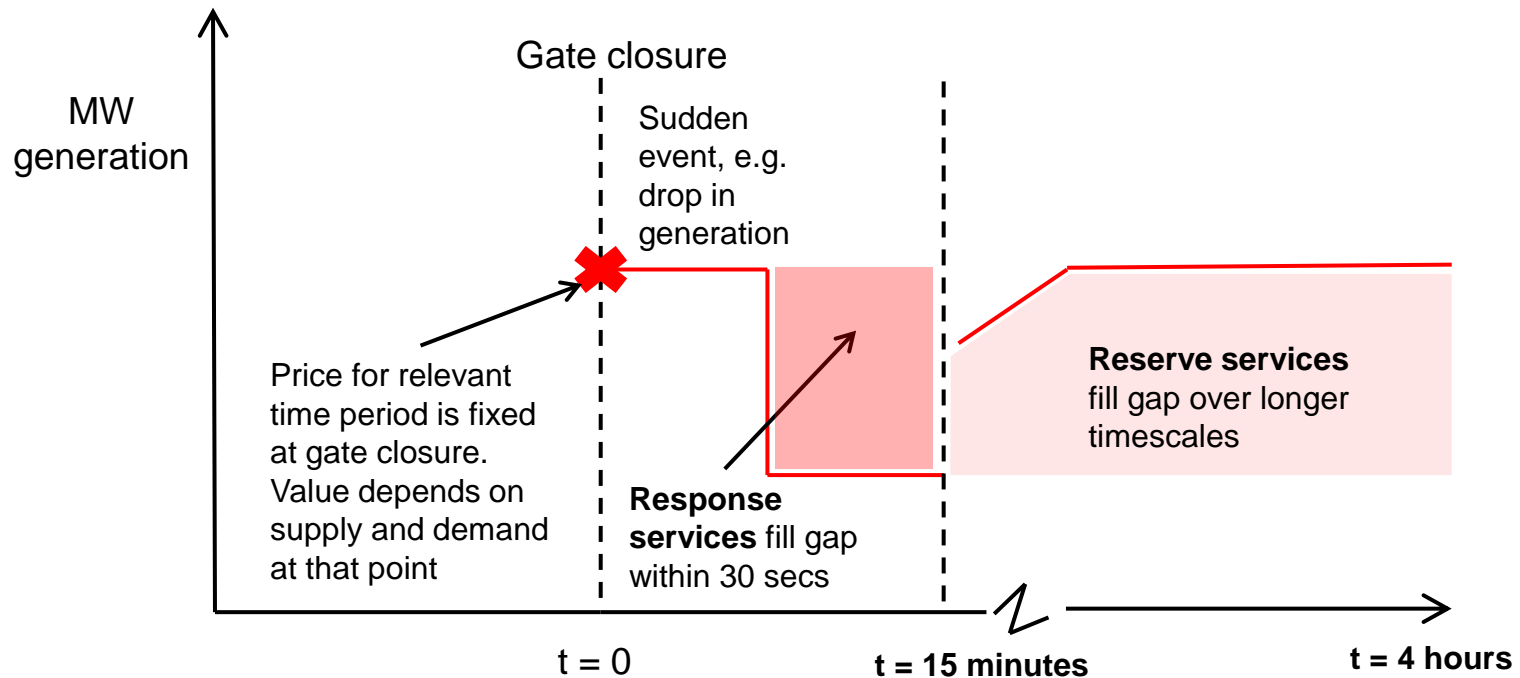 MW
generation
Gate closure
Sudden
event, e.g.
drop in
generation
Price for relevant
time period is fixed
at gate closure.
Value depends on
supply and demand
at that point
Response
services fill gap
within 30 secs
Reserve services
fill gap over longer
timescales
t = 0
t = 15 minutes
t = 4 hours